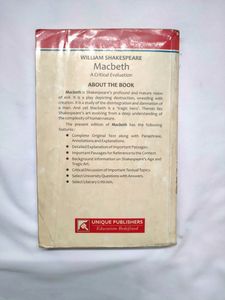 WILLIAM SHAKESPEARE
Macbeth
A Critical Evaluation
ABOUT THE BOOK
Macbeth is Shakespeare's profound and mature vision
of evil. It is a play depicting destruction, wrestling with
creation. It is a study of the disintegration and damnation of
a man. And yet Macbeth is a "tragic hero". Themes lies
Shakespeare's art evolving from a deep understanding of
the complexity of human nature.
The present edition of Macbeth has the following
features:
• Complete Original Text along with Paraphrase,
Annotations and Explanations.
• Detailed Explanation of Important Passages.
• Important Passages for Reference to the Context.
• Background Information on Shakespeare's Age and
Tragic Art.
• Critical Discussion of Important Textual Topics
• Select University Questions with Answers.
• Select Literary Criticism.
UNIQUE PUBLISHERS
Education Redefined